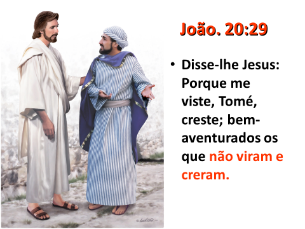 João. 20:29
• Disse-lhe Jesus:
Porque me
viste, Tomé,
creste; bem-
aventurados os
que não viram e
creram.